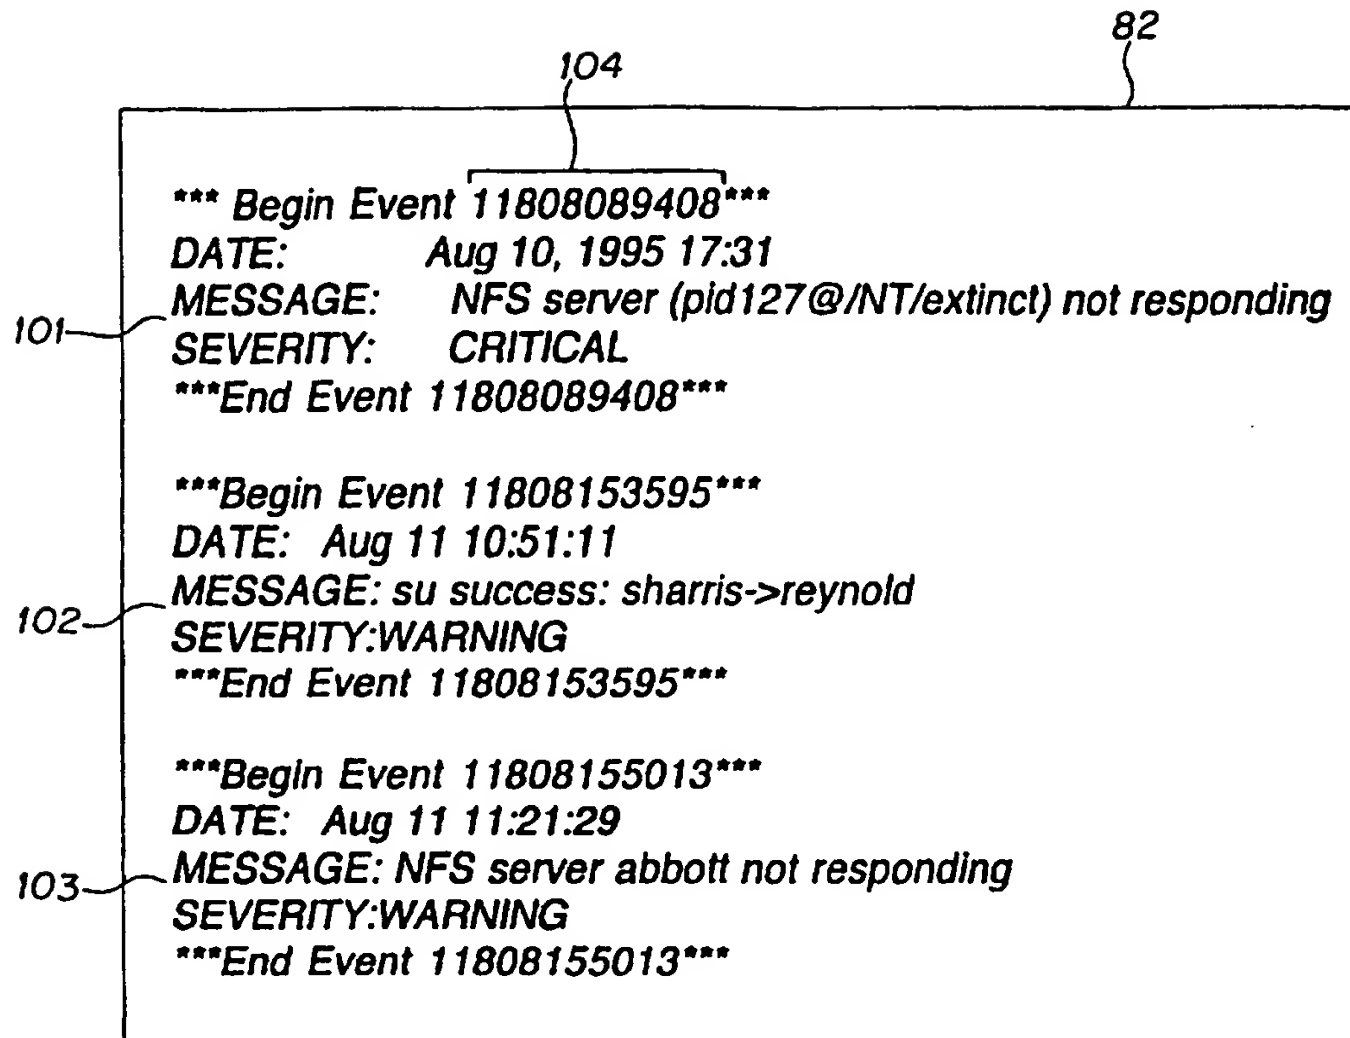 82
104
*** Begin Event 11808089408***
DATE: Aug 10, 1995 17:31
MESSAGE: NFS server (pid127@/NT/extinct) not responding
101
SEVERITY: CRITICAL
***End Event 11808089408***
***Begin Event 11808153595***
DATE: Aug 11 10:51:11
MESSAGE: su success: sharris->reynold
102
SEVERITY:WARNING
***End Event 11808153595***
***Begin Event 11808155013***
DATE: Aug 11 11:21:29
MESSAGE: NFS server abbott not responding
103
SEVERITY:WARNING
***End Event 11808155013***